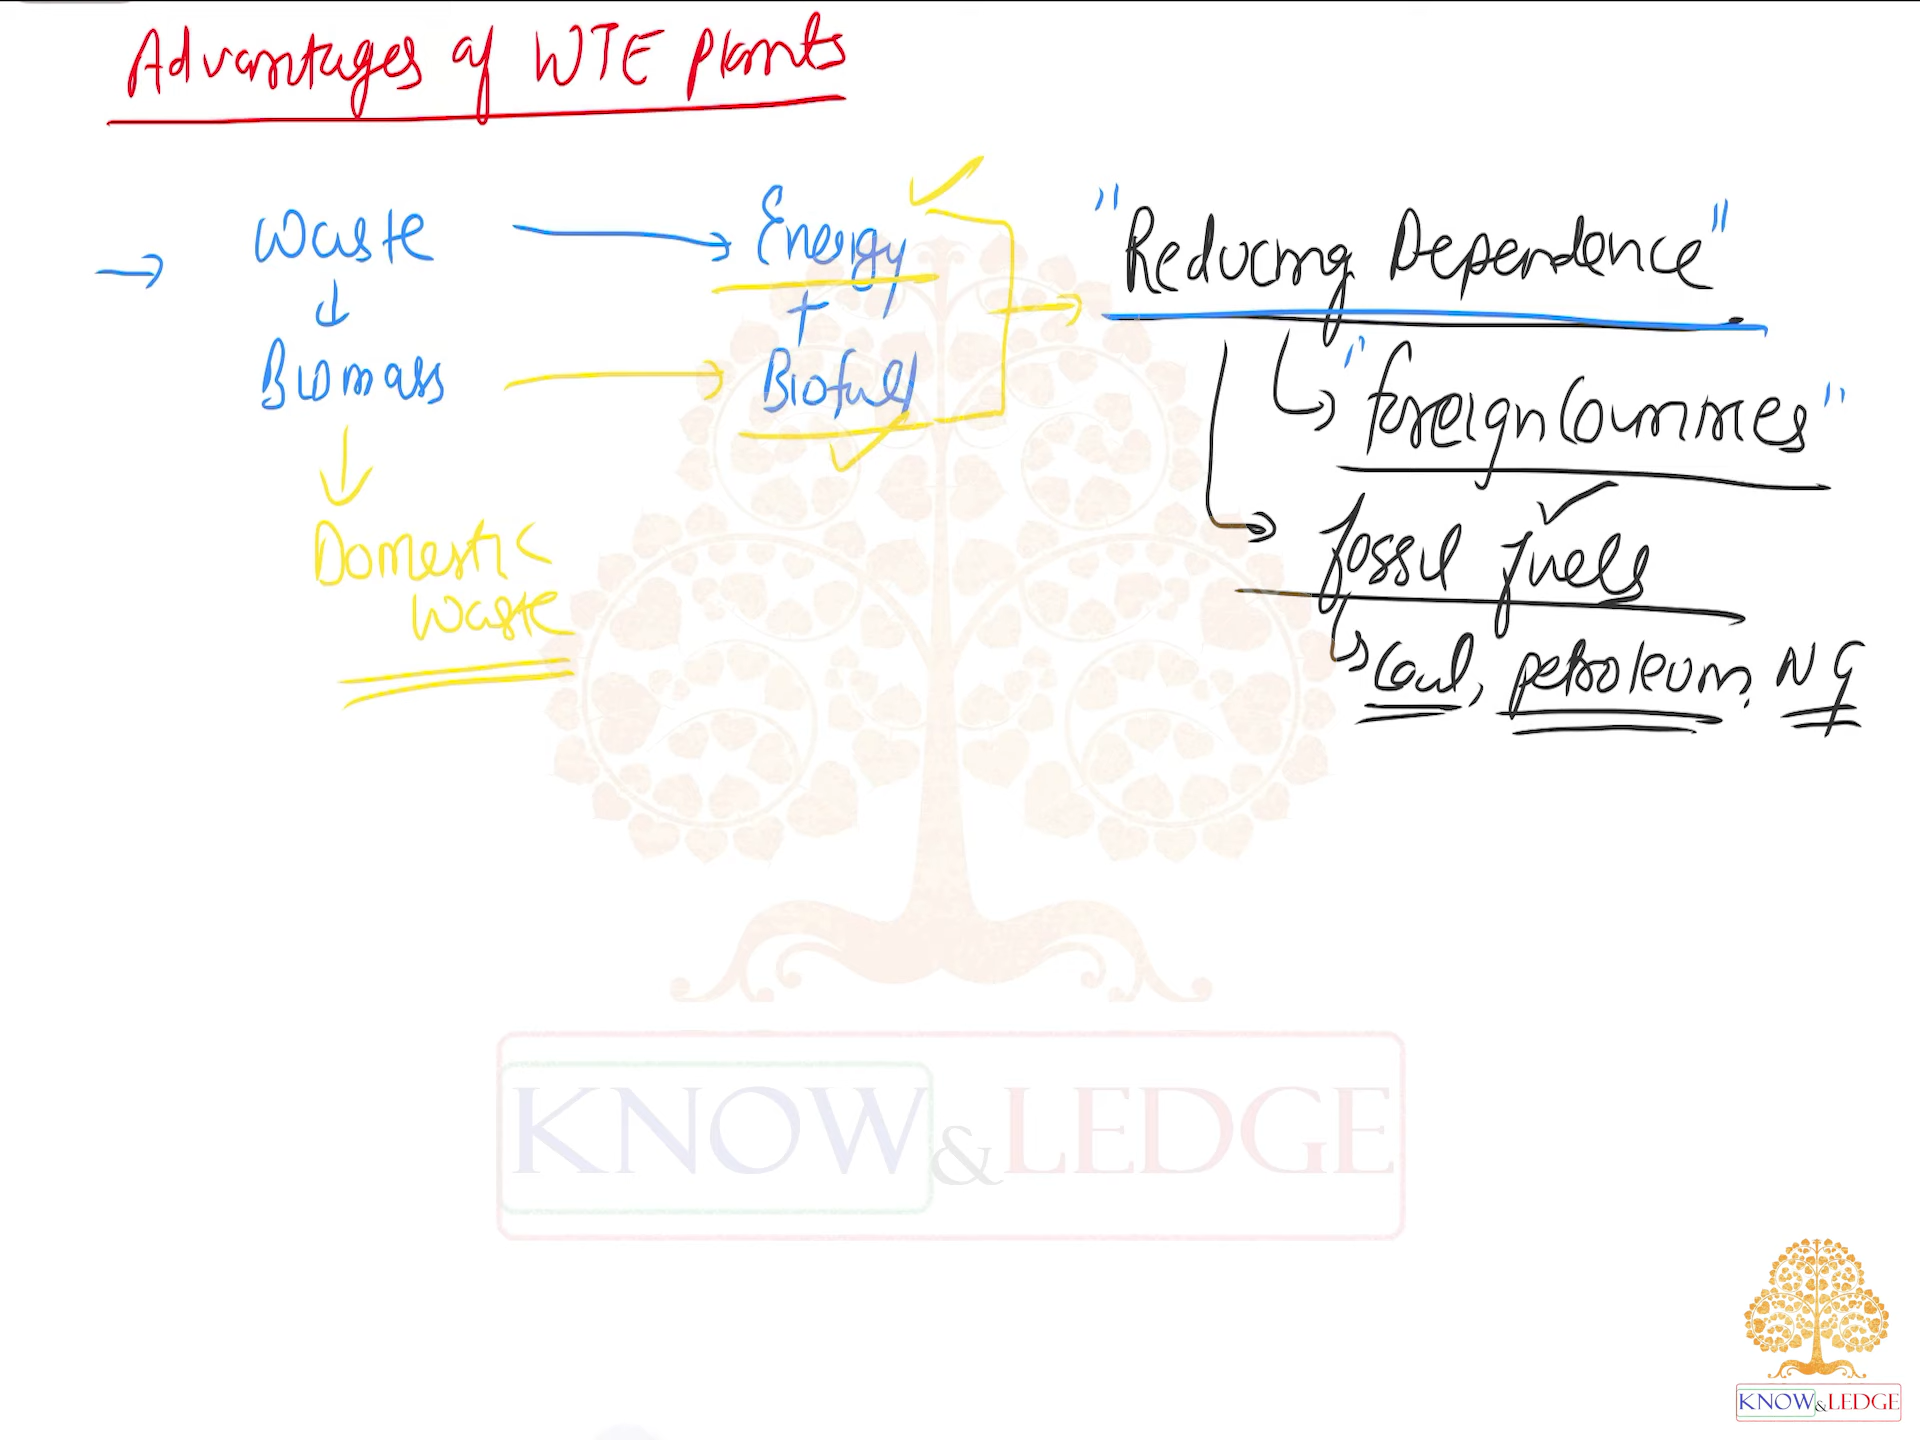 Advantages of WTE plants
→ Waste → Energy
↓ +
Biomass → Biofuel
↓
Domestic
Waste
→ "Reducing Dependence"
↳ "foreign Countries"
→ fossil fuels
↳ Coal, petroleum, NG
KNOW&LEDGE
KNOW&LEDGE